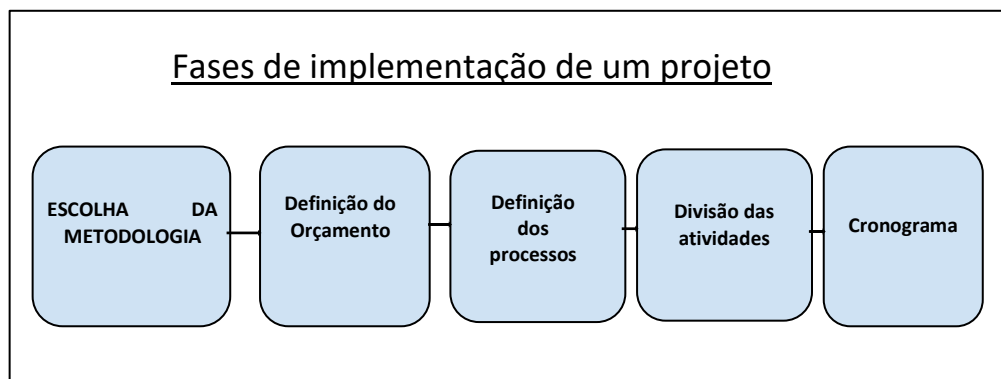 Fases de implementação de um projeto
ESCOLHA DA
METODOLOGIA
Definição do
Orçamento
Definição
dos
processos
Divisão das
atividades
Cronograma